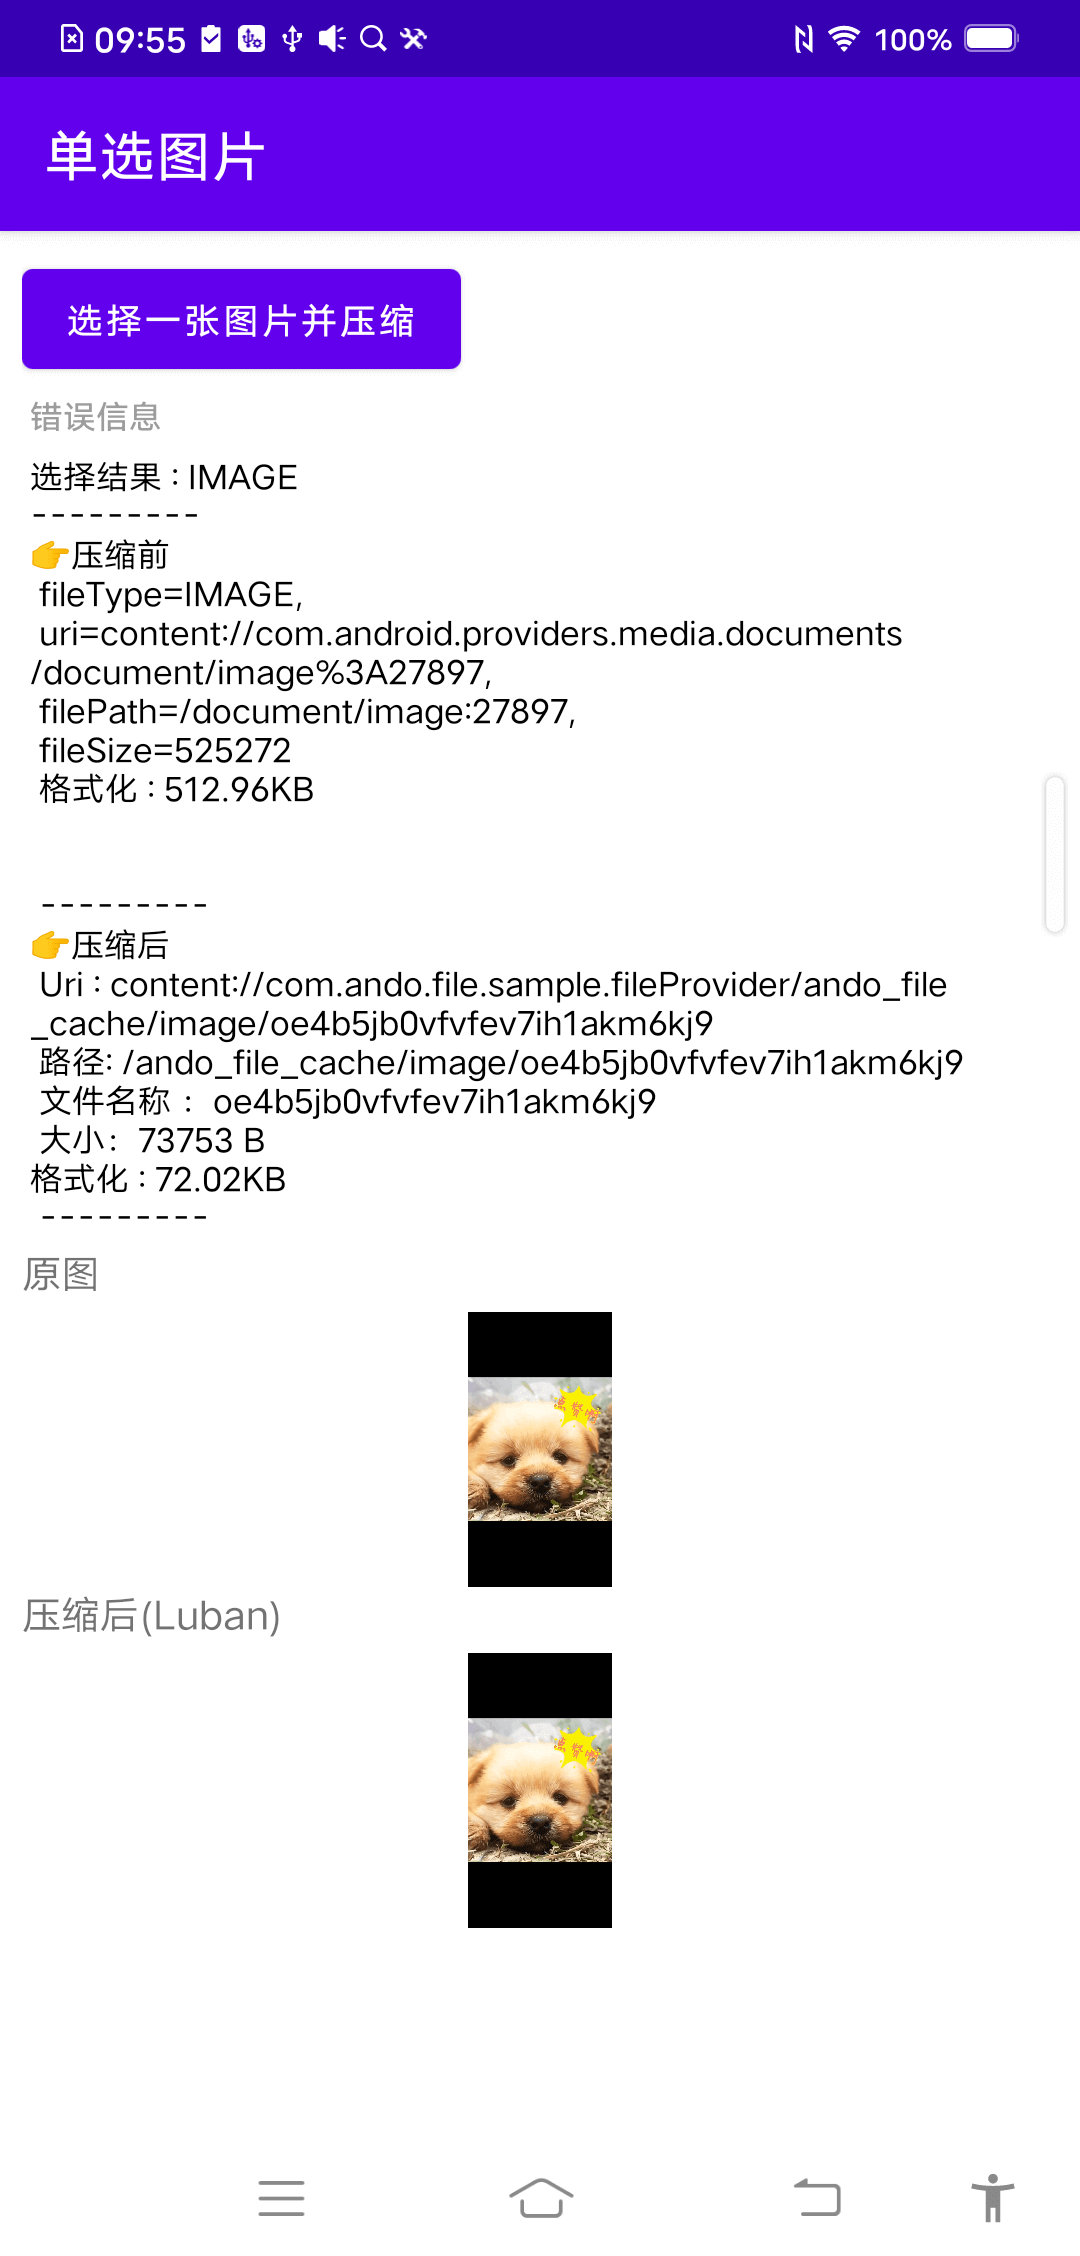 09:55
100%
单选图片
选择一张图片并压缩
错误信息
选择结果 : IMAGE
---------
👉压缩前
fileType=IMAGE,
uri=content://com.android.providers.media.documents
/document/image%3A27897,
filePath=/document/image:27897,
fileSize=525272
格式化 : 512.96KB
---------
👉压缩后
Uri : content://com.ando.file.sample.fileProvider/ando_file
_cache/image/oe4b5jb0vfvfev7ih1akm6kj9
路径: /ando_file_cache/image/oe4b5jb0vfvfev7ih1akm6kj9
文件名称 ：oe4b5jb0vfvfev7ih1akm6kj9
大小：73753 B
格式化 : 72.02KB
---------
原图
压缩后(Luban)